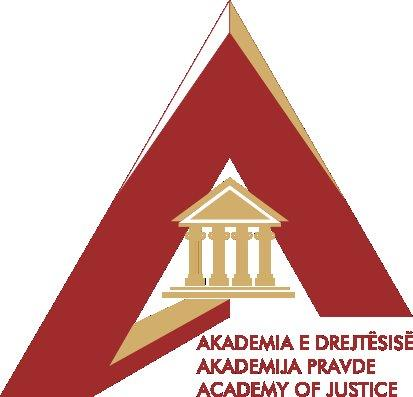 AKADEMIA E DREJTËSISË
AKADEMIJA PRAVDE
ACADEMY OF JUSTICE